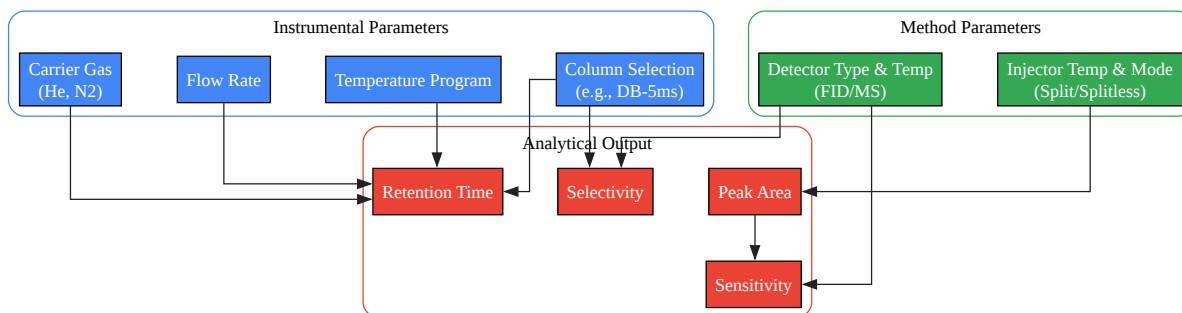 Instrumental Parameters
Carrier Gas
(He, N2)
Flow Rate
Temperature Program
Column Selection
(e.g., DB-5ms)
Method Parameters
Detector Type & Temp
(FID/MS)
Injector Temp & Mode
(Split/Splitless)
Analytical Output
Retention Time
Selectivity
Peak Area
Sensitivity